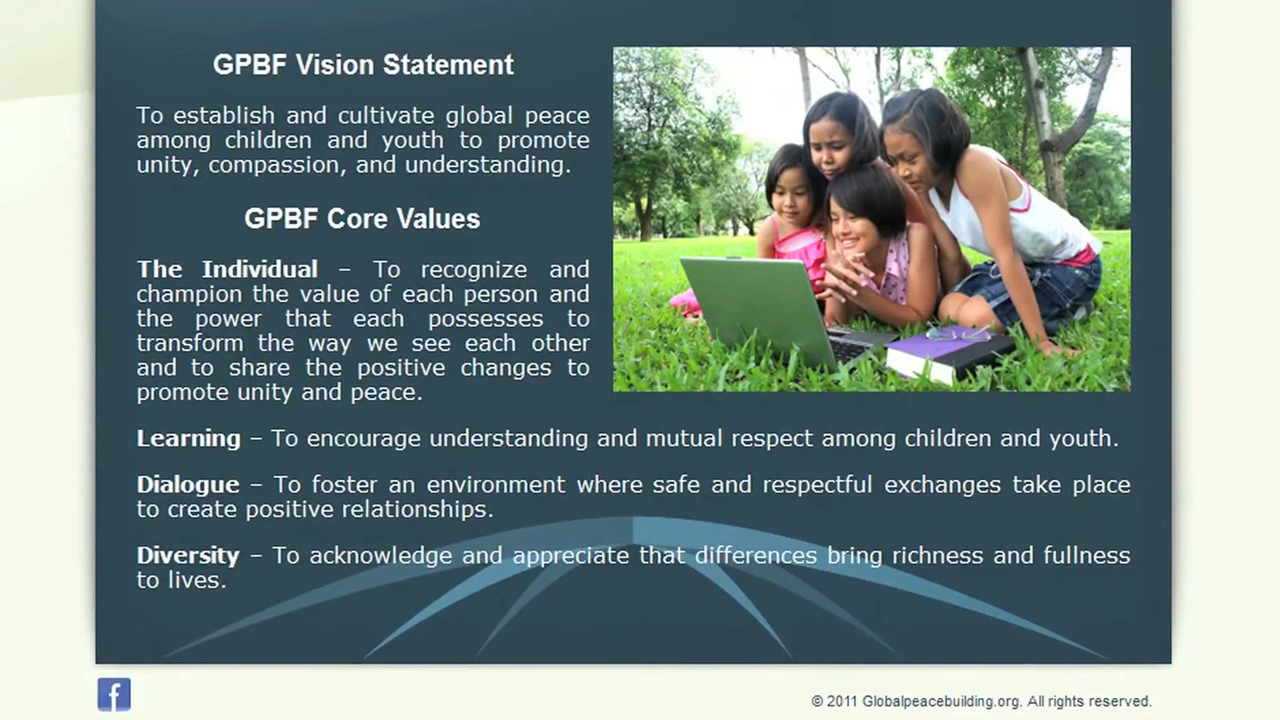 GPBF Vision Statement
To establish and cultivate global peace
among children and youth to promote
unity, compassion, and understanding.
GPBF Core Values
The Individual – To recognize and
champion the value of each person and
the power that each possesses to
transform the way we see each other
and to share the positive changes to
promote unity and peace.
Learning – To encourage understanding and mutual respect among children and youth.
Dialogue – To foster an environment where safe and respectful exchanges take place
to create positive relationships.
Diversity – To acknowledge and appreciate that differences bring richness and fullness
to lives.
f
© 2011 Globalpeacebuilding.org. All rights reserved.